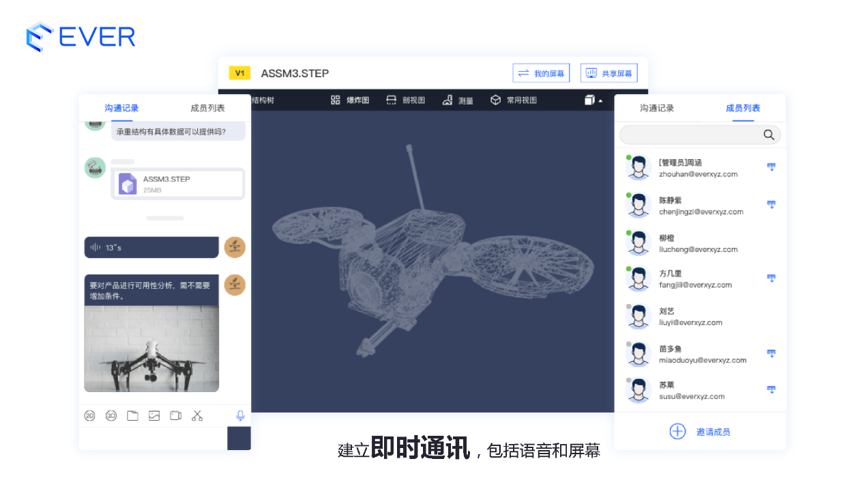 EVER
V1 ASSM3.STEP 我的屏幕 共享屏幕
结构树 爆炸图 剖视图 测量 常用视图
沟通记录 成员列表
承重结构有具体数据可以提供吗?
ASSM3.STEP
25MB
13"s
要对产品进行可用性分析，需不需要
增加条件。
2D 3D
沟通记录 成员列表
[管理员]周涵
zhouhan@everxyz.com
陈静紫
chenjingzi@everxyz.com
柳橙
liucheng@everxyz.com
方几里
fangjili@everxyz.com
刘艺
liuyi@everxyz.com
苗多鱼
miaoduoyu@everxyz.com
苏粟
susu@everxyz.com
邀请成员
建立即时通讯，包括语音和屏幕